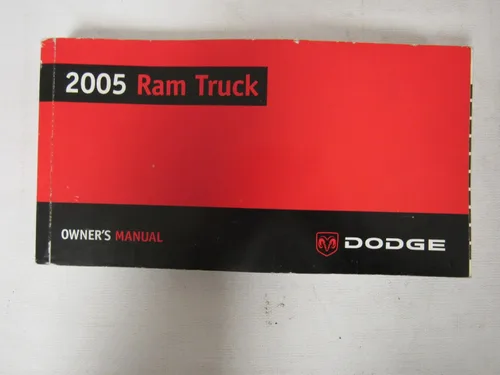 2005 Ram Truck
OWNER'S MANUAL
DODGE